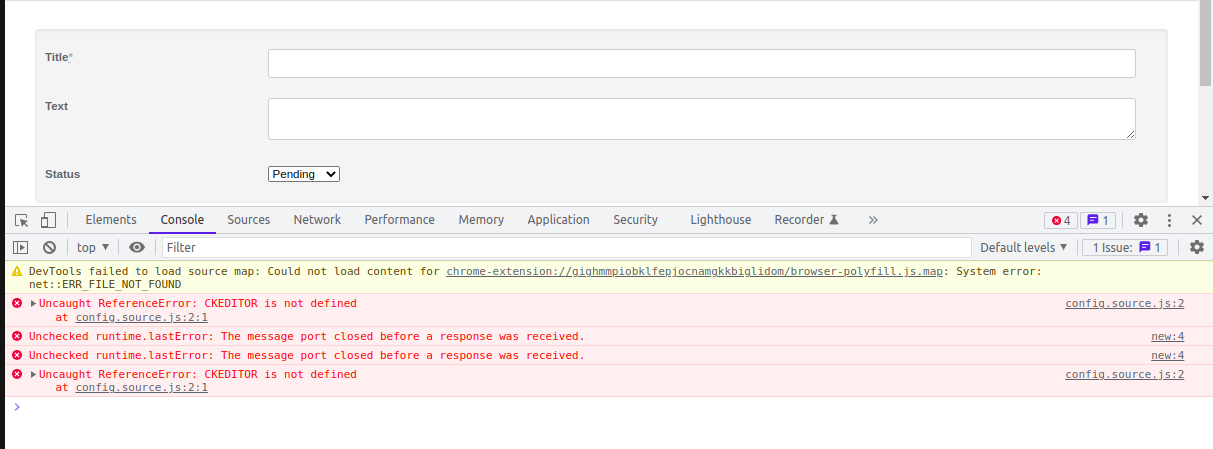 Title*
Text
Status
Pending
Elements Console Sources Network Performance Memory Application Security Lighthouse Recorder » 4 1
top Filter Default levels 1 Issue: 1
DevTools failed to load source map: Could not load content for chrome-extension://gighmmpiobklfepjocnamgkkbiglidom/browser-polyfill.js.map: System error:
net::ERR_FILE_NOT_FOUND
Uncaught ReferenceError: CKEDITOR is not defined config.source.js:2
at config.source.js:2:1
Unchecked runtime.lastError: The message port closed before a response was received. new:4
Unchecked runtime.lastError: The message port closed before a response was received. new:4
Uncaught ReferenceError: CKEDITOR is not defined config.source.js:2
at config.source.js:2:1